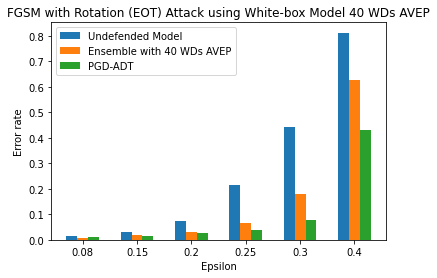 FGSM with Rotation (EOT) Attack using White-box Model 40 WDs AVEP
Undefended Model
Ensemble with 40 WDs AVEP
PGD-ADT
Error rate
0.8
0.7
0.6
0.5
0.4
0.3
0.2
0.1
0.0
0.08 0.15 0.2 0.25 0.3 0.4
Epsilon